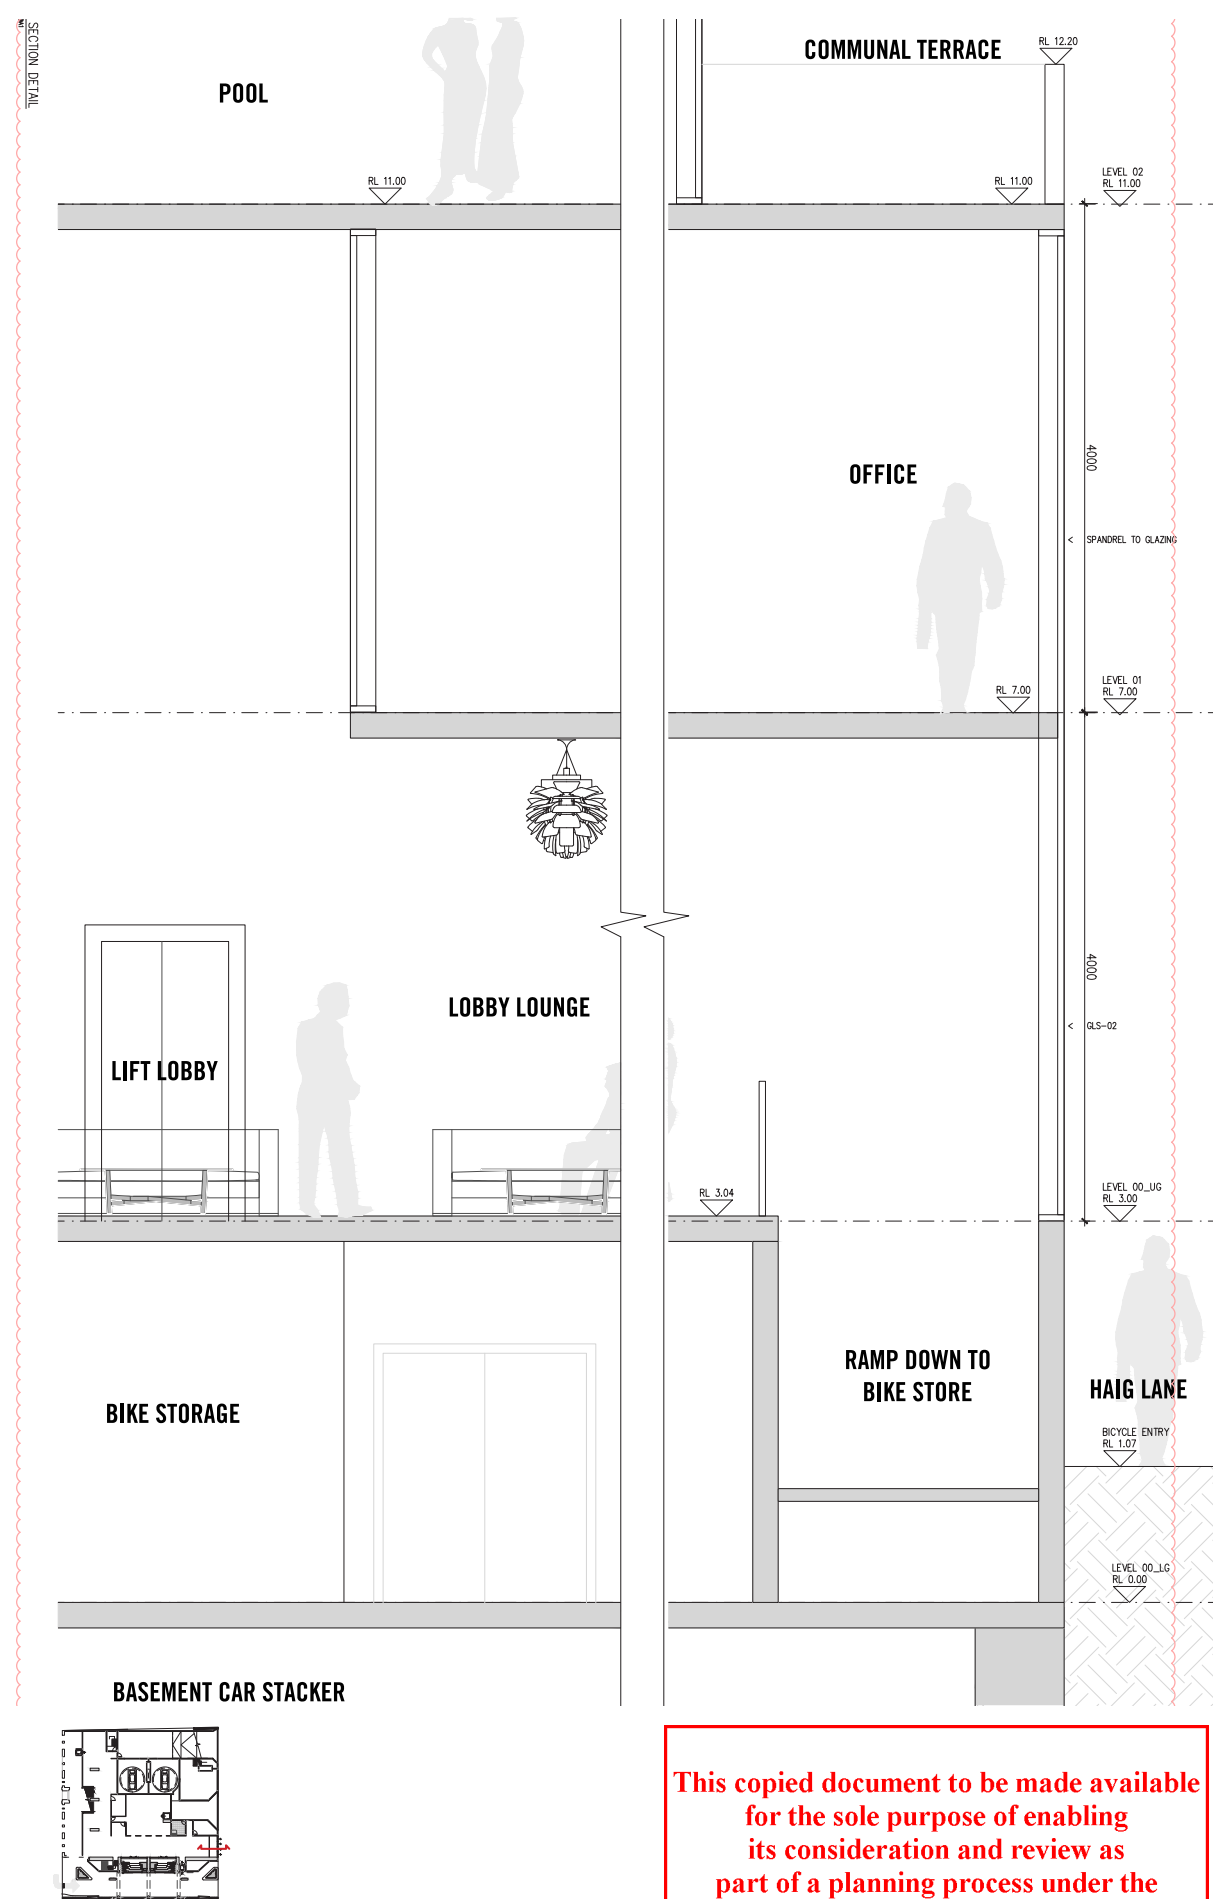 SECTION DETAIL
POOL
COMMUNAL TERRACE
RL 12.20
RL 11.00
RL 11.00
LEVEL 02
RL 11.00
4000
OFFICE
SPANDREL TO GLAZING
RL 7.00
LEVEL 01
RL 7.00
4000
LOBBY LOUNGE
GLS-02
LIFT LOBBY
RL 3.04
LEVEL 00_UG
RL 3.00
RAMP DOWN TO
BIKE STORE
HAIG LANE
BIKE STORAGE
BICYCLE ENTRY
RL 1.07
LEVEL 00_LG
RL 0.00
BASEMENT CAR STACKER
This copied document to be made available
for the sole purpose of enabling
its consideration and review as
part of a planning process under the